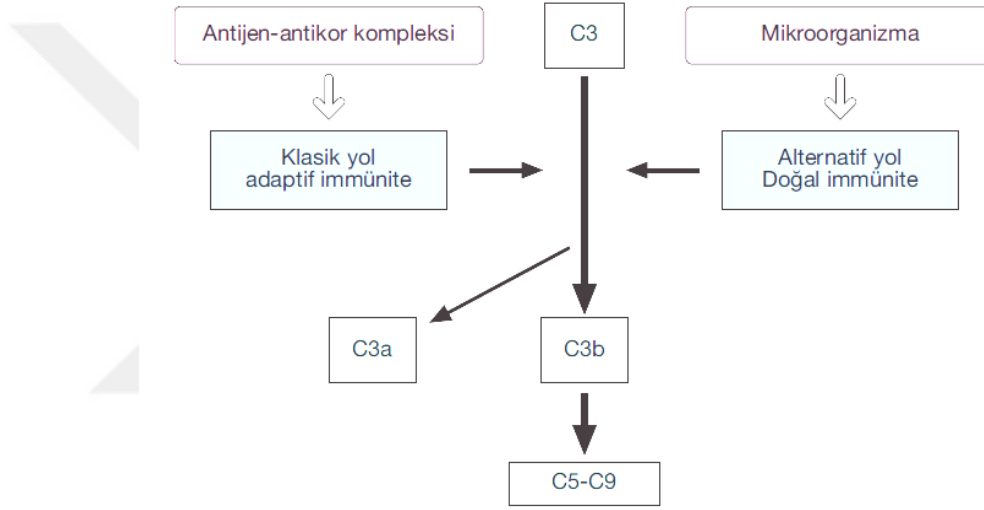 Antijen-antikor kompleksi
C3
Mikroorganizma
Klasik yol
adaptif immünite
Alternatif yol
Doğal immünite
C3a
C3b
C5-C9